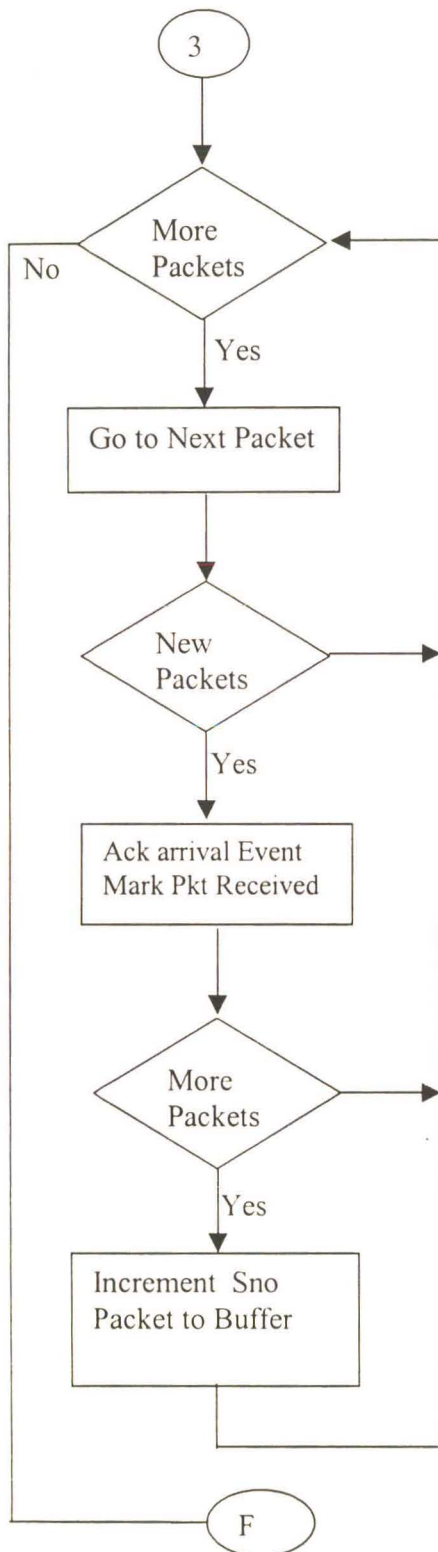 3
More
Packets
No
Yes
Go to Next Packet
New
Packets
Yes
Ack arrival Event
Mark Pkt Received
More
Packets
Yes
Increment Sno
Packet to Buffer
F